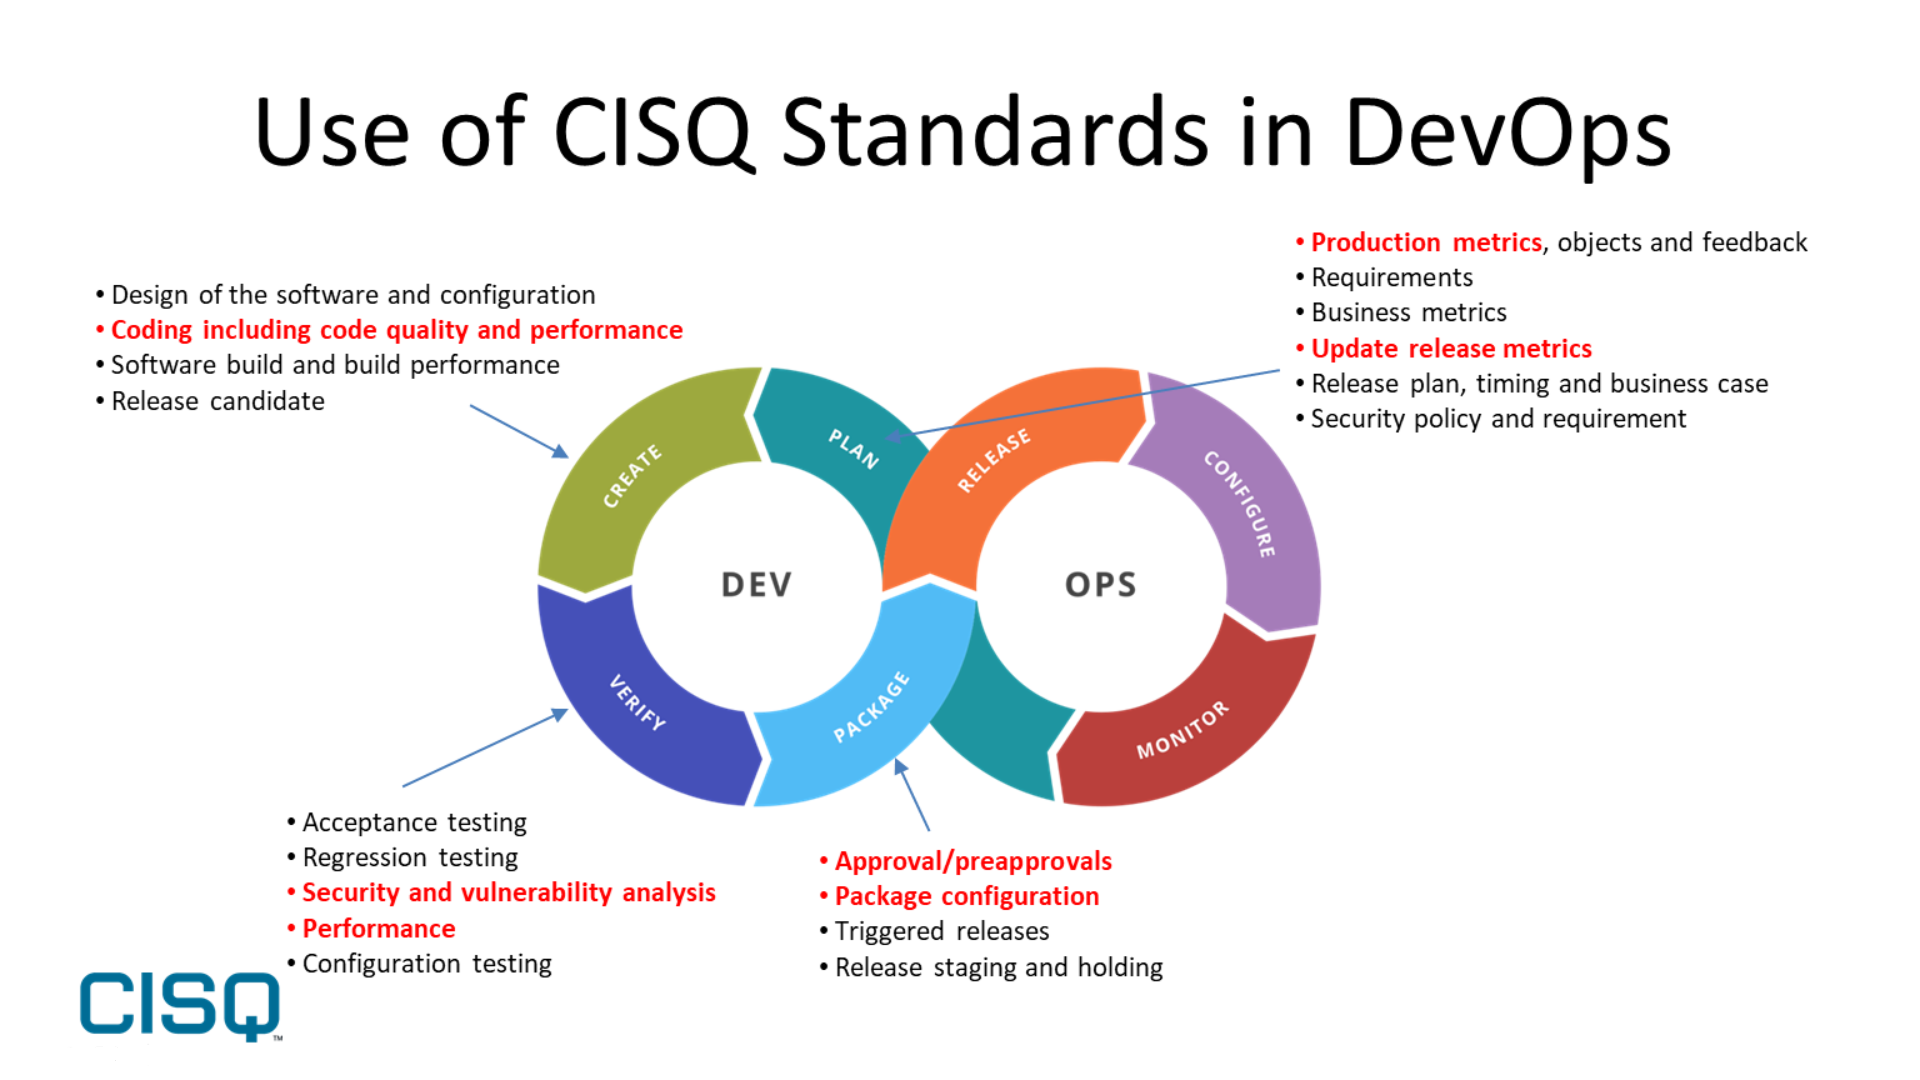 Use of CISQ Standards in DevOps
• Production metrics, objects and feedback
• Requirements
• Business metrics
• Update release metrics
• Release plan, timing and business case
• Security policy and requirement
• Design of the software and configuration
• Coding including code quality and performance
• Software build and build performance
• Release candidate
CREATE
PLAN
RELEASE
CONFIGURE
DEV
OPS
VERIFY
PACKAGE
MONITOR
• Acceptance testing
• Regression testing
• Security and vulnerability analysis
• Performance
• Configuration testing
• Approval/preapprovals
• Package configuration
• Triggered releases
• Release staging and holding
CISQ™